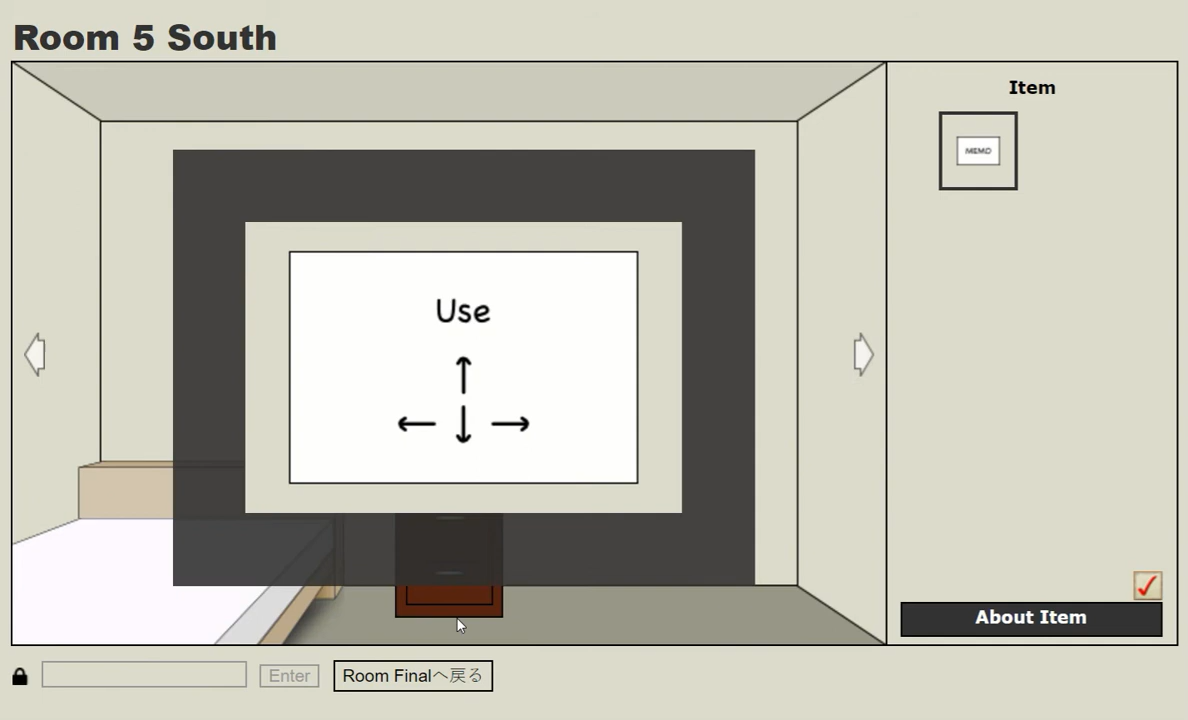 Room 5 South
Item
MEMO
Use
↑
← ↓ →
About Item
Enter
Room Finalへ戻る